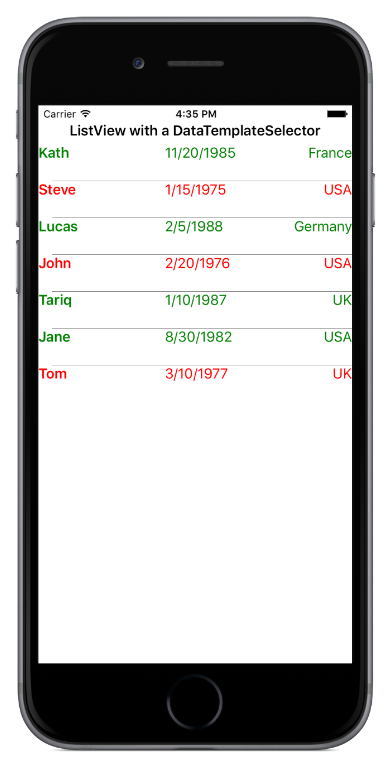 Carrier 4:35 PM
ListView with a DataTemplateSelector
Kath 11/20/1985 France
Steve 1/15/1975 USA
Lucas 2/5/1988 Germany
John 2/20/1976 USA
Tariq 1/10/1987 UK
Jane 8/30/1982 USA
Tom 3/10/1977 UK